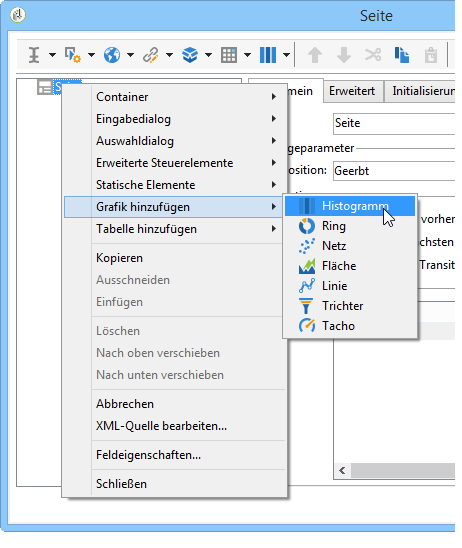 Seite
Allgemein Erweitert Initialisierun
Container
Eingabedialog
Auswahldialog
Erweiterte Steuerelemente
Statische Elemente
Grafik hinzufügen
Tabelle hinzufügen
Kopieren
Ausschneiden
Einfügen
Löschen
Nach oben verschieben
Nach unten verschieben
Abbrechen
XML-Quelle bearbeiten...
Feldeigenschaften...
Schließen
Seite
geparameter
osition: Geerbt
Histogramm
Ring
Netz
Fläche
Linie
Trichter
Tacho
vorher
chsten
Transit